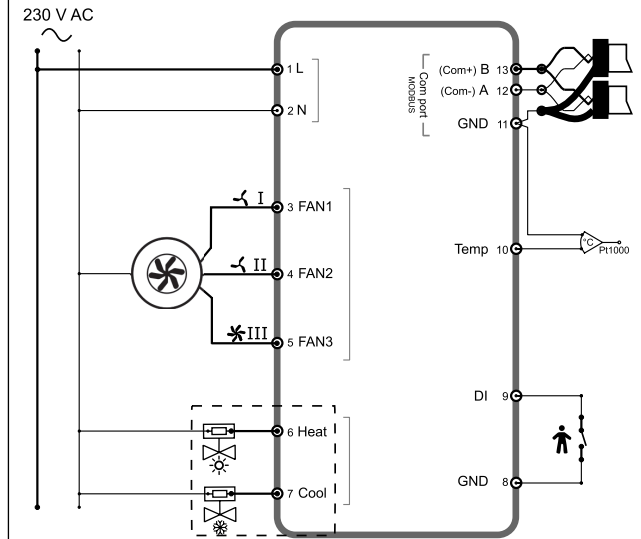 230 V AC
1 L
2 N
I
3 FAN1
II
4 FAN2
III
5 FAN3
6 Heat
7 Cool
(Com+) B 13
(Com-) A 12
Com port
MODBUS
GND 11
Temp 10
°C
Pt1000
DI 9
GND 8